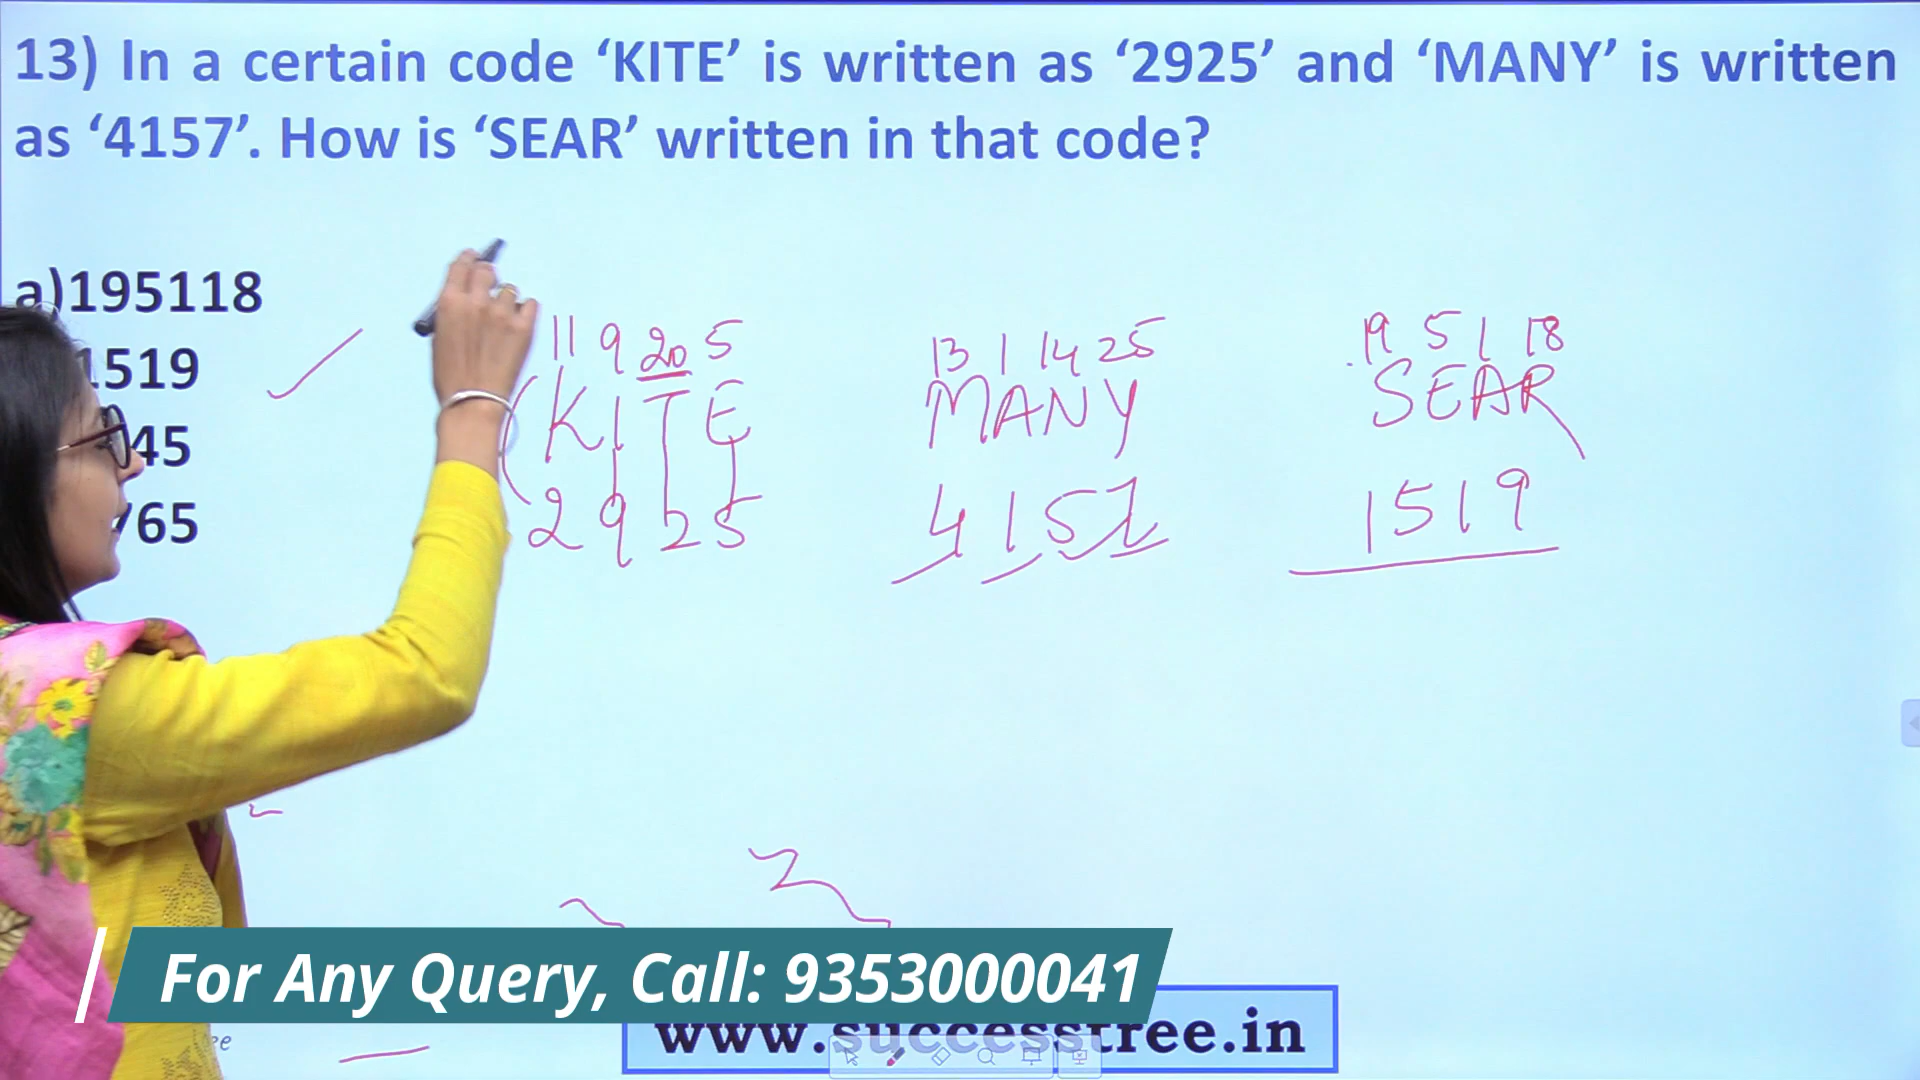 13) In a certain code ‘KITE’ is written as ‘2925’ and ‘MANY’ is written
as ‘4157’. How is ‘SEAR’ written in that code?
a)195118
1519
45
765
11 9 20 5
KITE
2925
13 1 14 25
MANY
4157
19 5 1 18
SEAR
1519
For Any Query, Call: 9353000041
www.successtree.in